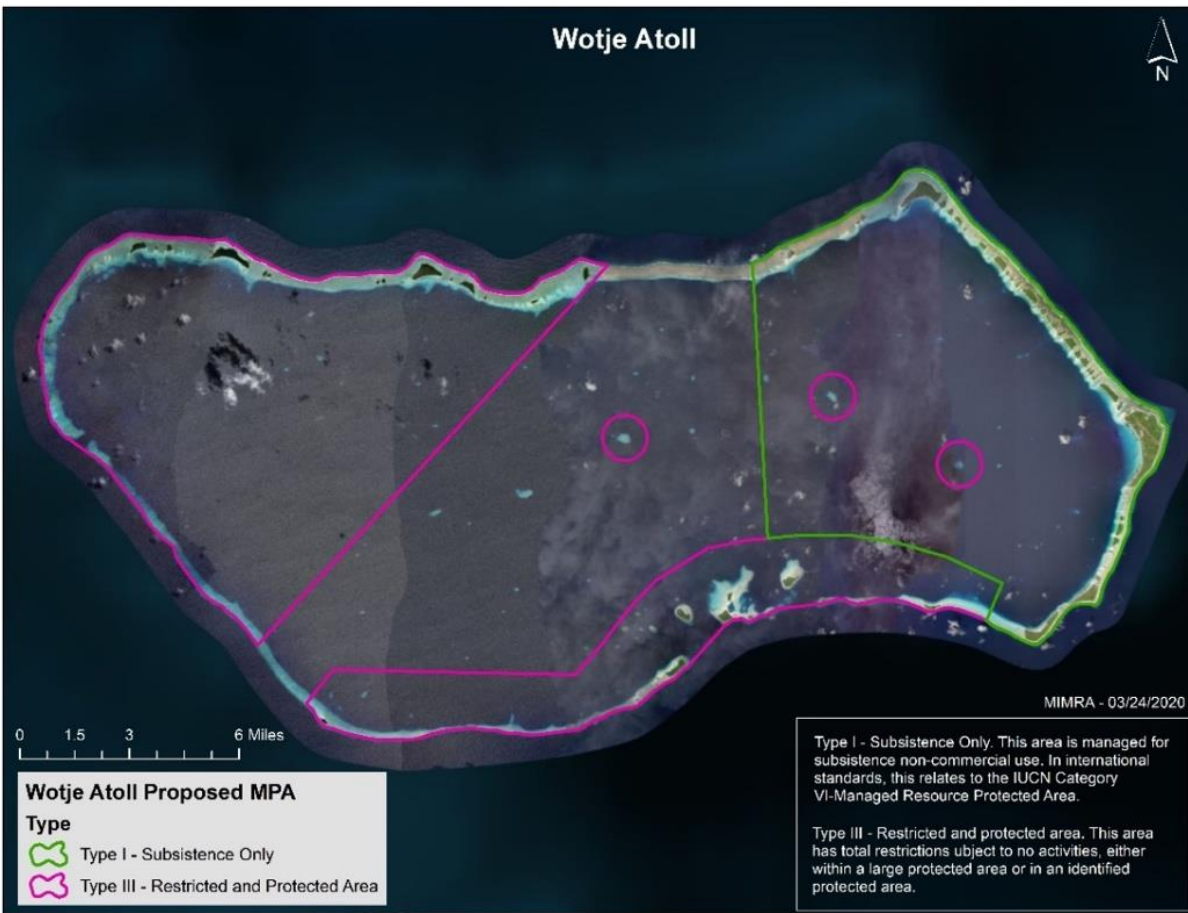 Wotje Atoll
N
MIMRA - 03/24/2020
0 1.5 3 6 Miles
Wotje Atoll Proposed MPA
Type
Type I - Subsistence Only
Type III - Restricted and Protected Area
Type I - Subsistence Only. This area is managed for
subsistence non-commercial use. In international
standards, this relates to the IUCN Category
VI-Managed Resource Protected Area.
Type III - Restricted and protected area. This area
has total restrictions ubject to no activities, either
within a large protected area or in an identified
protected area.